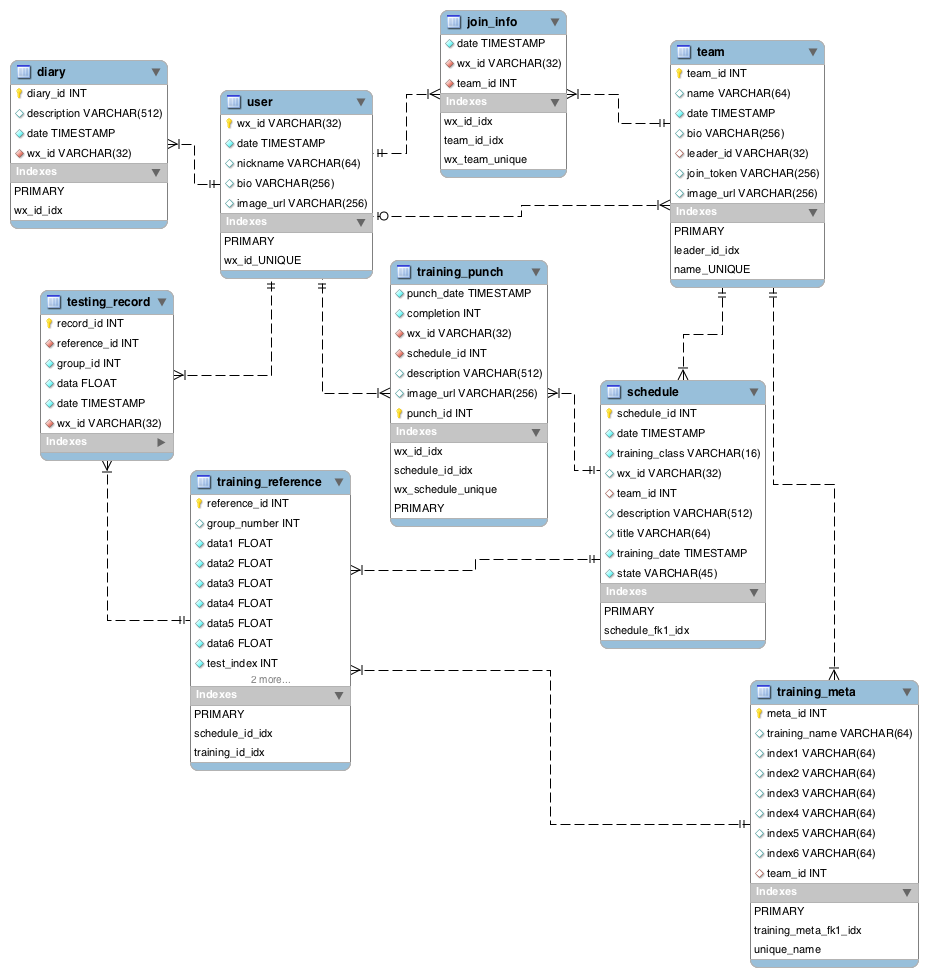 join_info
date TIMESTAMP
wx_id VARCHAR(32)
team_id INT
Indexes
wx_id_idx
team_id_idx
wx_team_unique
team
team_id INT
name VARCHAR(64)
date TIMESTAMP
bio VARCHAR(256)
leader_id VARCHAR(32)
join_token VARCHAR(256)
image_url VARCHAR(256)
Indexes
PRIMARY
leader_id_idx
name_UNIQUE
diary
diary_id INT
description VARCHAR(512)
date TIMESTAMP
wx_id VARCHAR(32)
Indexes
PRIMARY
wx_id_idx
user
wx_id VARCHAR(32)
date TIMESTAMP
nickname VARCHAR(64)
bio VARCHAR(256)
image_url VARCHAR(256)
Indexes
PRIMARY
wx_id_UNIQUE
training_punch
punch_date TIMESTAMP
completion INT
wx_id VARCHAR(32)
schedule_id INT
description VARCHAR(512)
image_url VARCHAR(256)
punch_id INT
Indexes
wx_id_idx
schedule_id_idx
wx_schedule_unique
PRIMARY
testing_record
record_id INT
reference_id INT
group_id INT
data FLOAT
date TIMESTAMP
wx_id VARCHAR(32)
Indexes
schedule
schedule_id INT
date TIMESTAMP
training_class VARCHAR(16)
wx_id VARCHAR(32)
team_id INT
description VARCHAR(512)
title VARCHAR(64)
training_date TIMESTAMP
state VARCHAR(45)
Indexes
PRIMARY
schedule_fk1_idx
training_reference
reference_id INT
group_number INT
data1 FLOAT
data2 FLOAT
data3 FLOAT
data4 FLOAT
data5 FLOAT
data6 FLOAT
test_index INT
2 more...
Indexes
PRIMARY
schedule_id_idx
training_id_idx
training_meta
meta_id INT
training_name VARCHAR(64)
index1 VARCHAR(64)
index2 VARCHAR(64)
index3 VARCHAR(64)
index4 VARCHAR(64)
index5 VARCHAR(64)
index6 VARCHAR(64)
team_id INT
Indexes
PRIMARY
training_meta_fk1_idx
unique_name